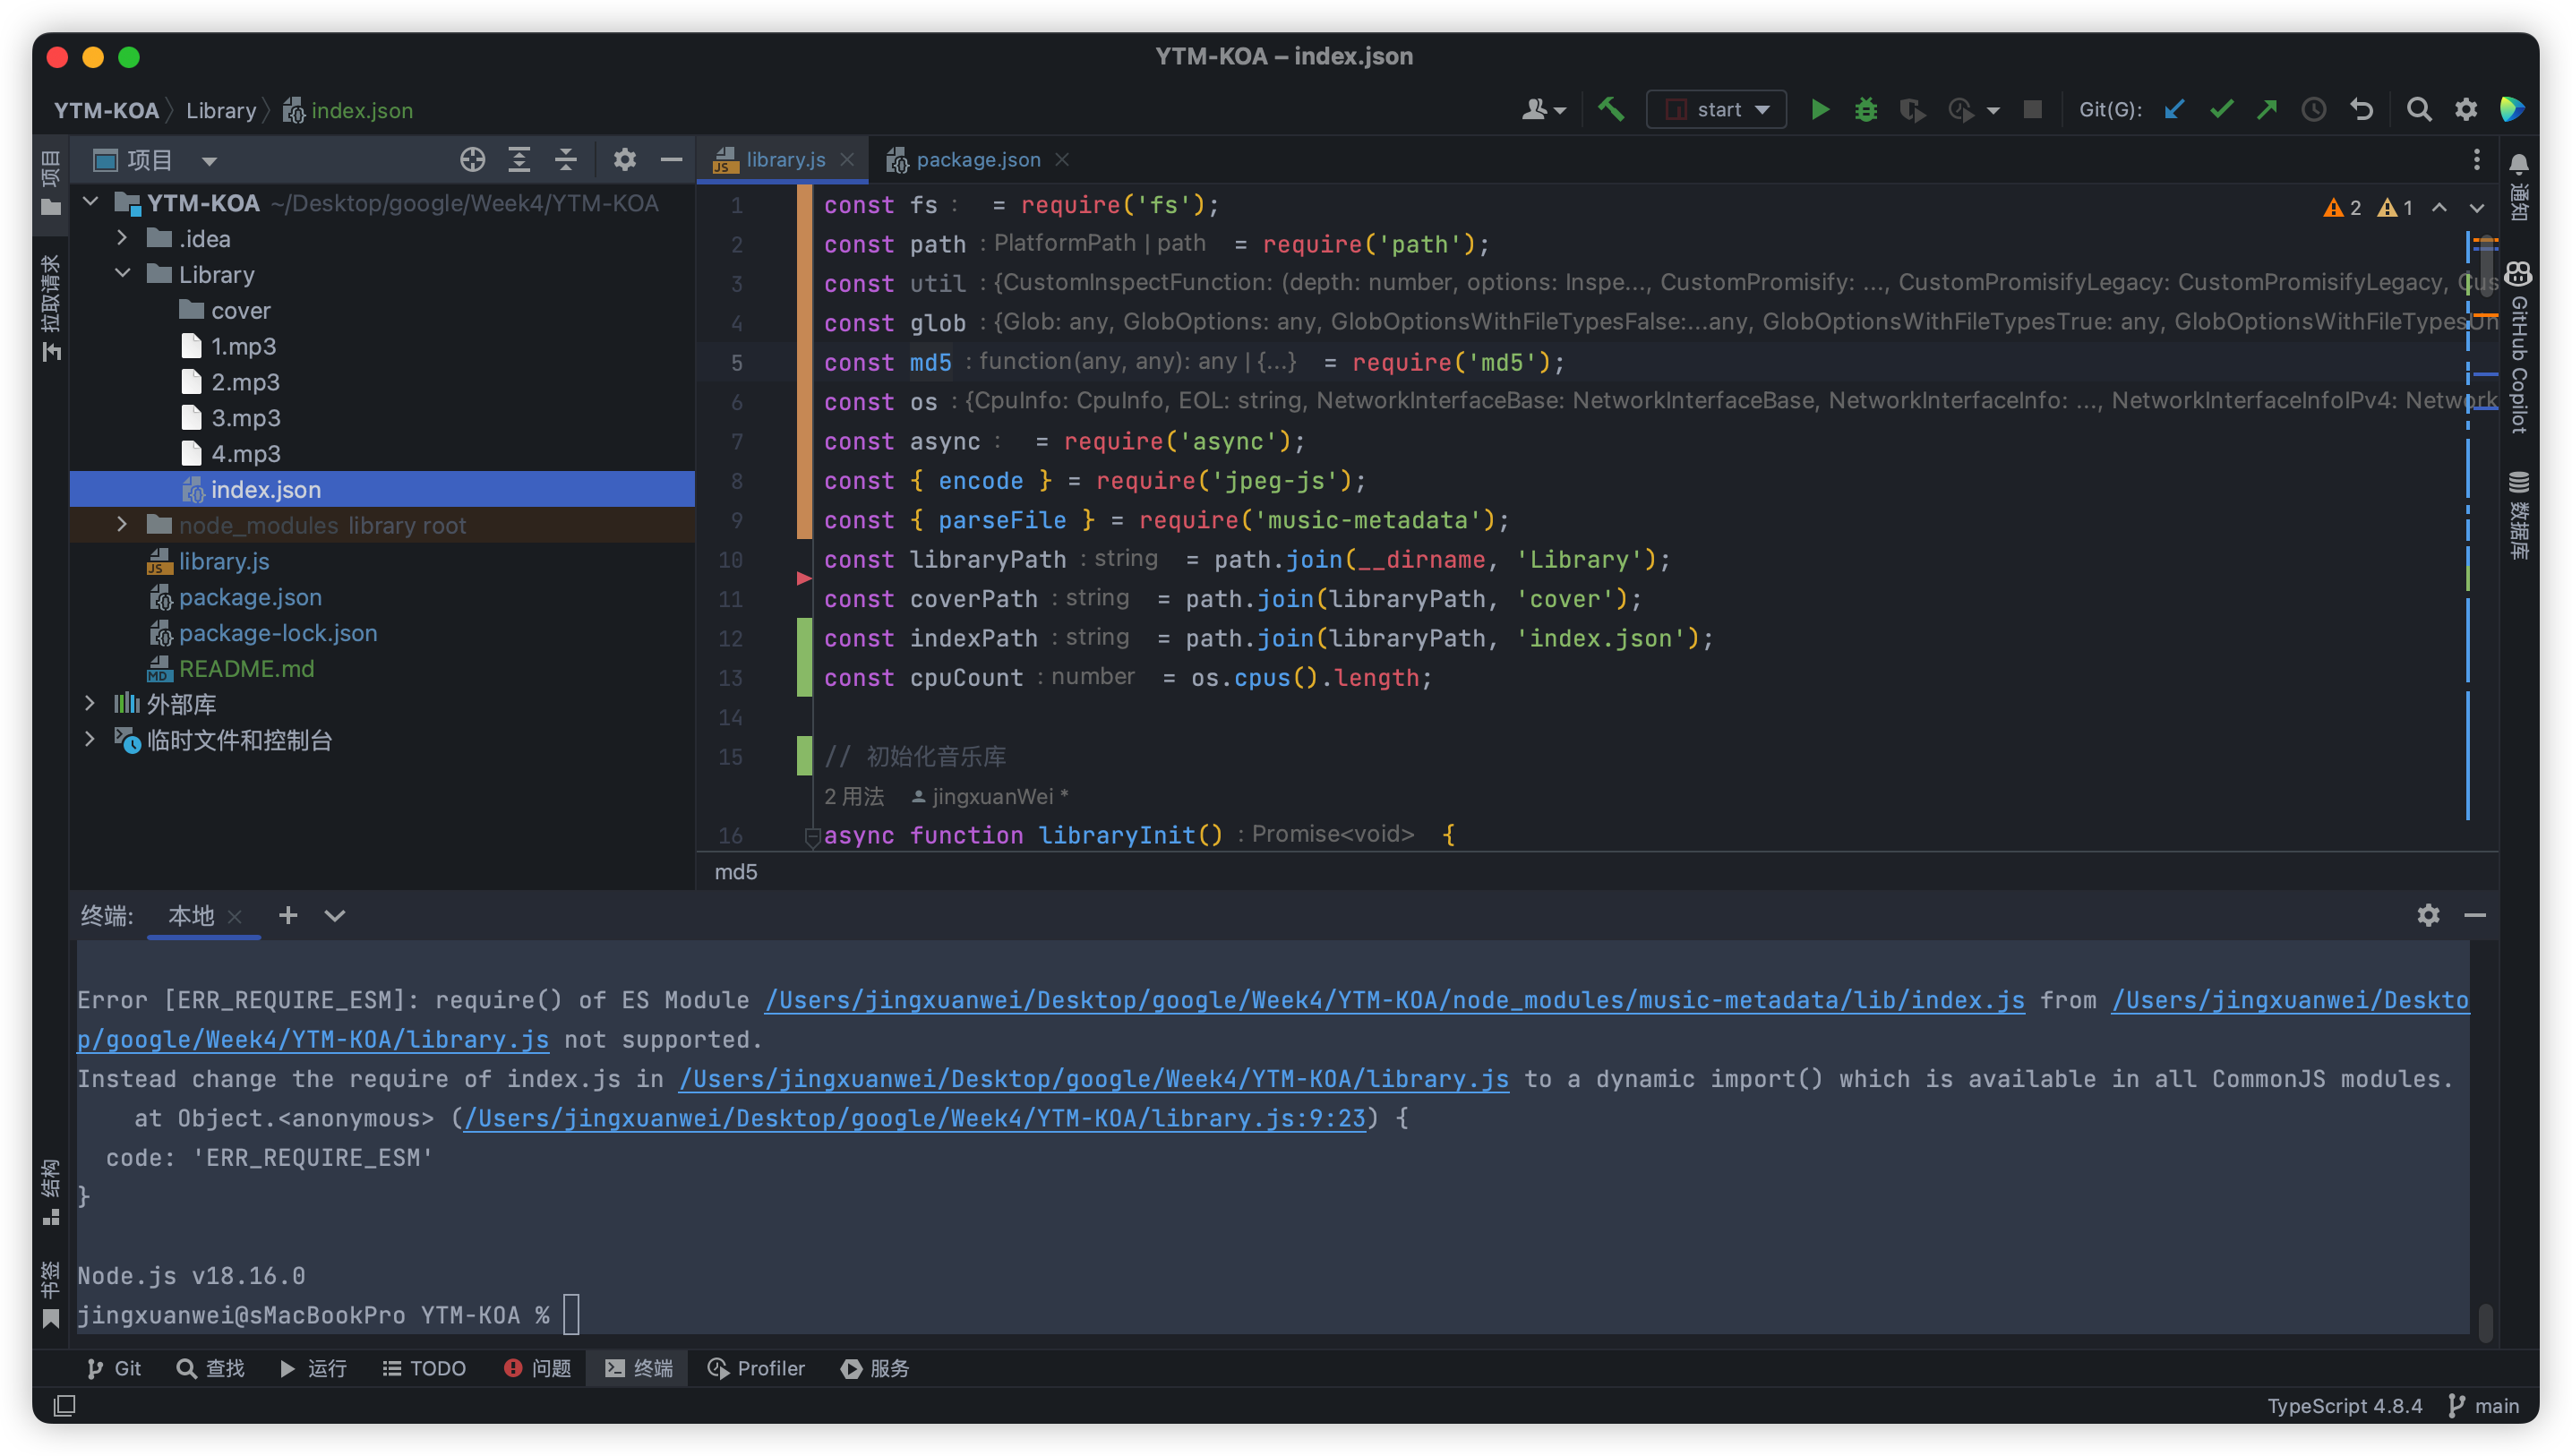 YTM-KOA – index.json
YTM-KOA Library index.json
start
Git(G):
项目
library.js
package.json
YTM-KOA ~/Desktop/google/Week4/YTM-KOA
.idea
Library
cover
1.mp3
2.mp3
3.mp3
4.mp3
index.json
node_modules library root
library.js
package.json
package-lock.json
README.md
外部库
临时文件和控制台
项目
拉取请求
结构
书签
2 1
1 const fs : = require('fs');
2 const path : PlatformPath | path = require('path');
3 const util : {CustomInspectFunction: (depth: number, options: Inspe..., CustomPromisify: ..., CustomPromisifyLegacy: CustomPromisifyLegacy, Cus
4 const glob : {Glob: any, GlobOptions: any, GlobOptionsWithFileTypesFalse:...any, GlobOptionsWithFileTypesTrue: any, GlobOptionsWithFileTypesUn
5 const md5 : function(any, any): any | {...} = require('md5');
6 const os : {CpuInfo: CpuInfo, EOL: string, NetworkInterfaceBase: NetworkInterfaceBase, NetworkInterfaceInfo: ..., NetworkInterfaceInfoIPv4: Network
7 const async : = require('async');
8 const { encode } = require('jpeg-js');
9 const { parseFile } = require('music-metadata');
10 const libraryPath : string = path.join(__dirname, 'Library');
11 const coverPath : string = path.join(libraryPath, 'cover');
12 const indexPath : string = path.join(libraryPath, 'index.json');
13 const cpuCount : number = os.cpus().length;
14
15 // 初始化音乐库
2 用法 jingxuanWei *
16 async function libraryInit() : Promise<void> {
md5
通知
GitHub Copilot
数据库
终端: 本地
Error [ERR_REQUIRE_ESM]: require() of ES Module /Users/jingxuanwei/Desktop/google/Week4/YTM-KOA/node_modules/music-metadata/lib/index.js from /Users/jingxuanwei/Deskto
p/google/Week4/YTM-KOA/library.js not supported.
Instead change the require of index.js in /Users/jingxuanwei/Desktop/google/Week4/YTM-KOA/library.js to a dynamic import() which is available in all CommonJS modules.
at Object.<anonymous> (/Users/jingxuanwei/Desktop/google/Week4/YTM-KOA/library.js:9:23) {
code: 'ERR_REQUIRE_ESM'
}
Node.js v18.16.0
jingxuanwei@sMacBookPro YTM-KOA %
Git 查找 运行 TODO 问题 终端 Profiler 服务
TypeScript 4.8.4 main